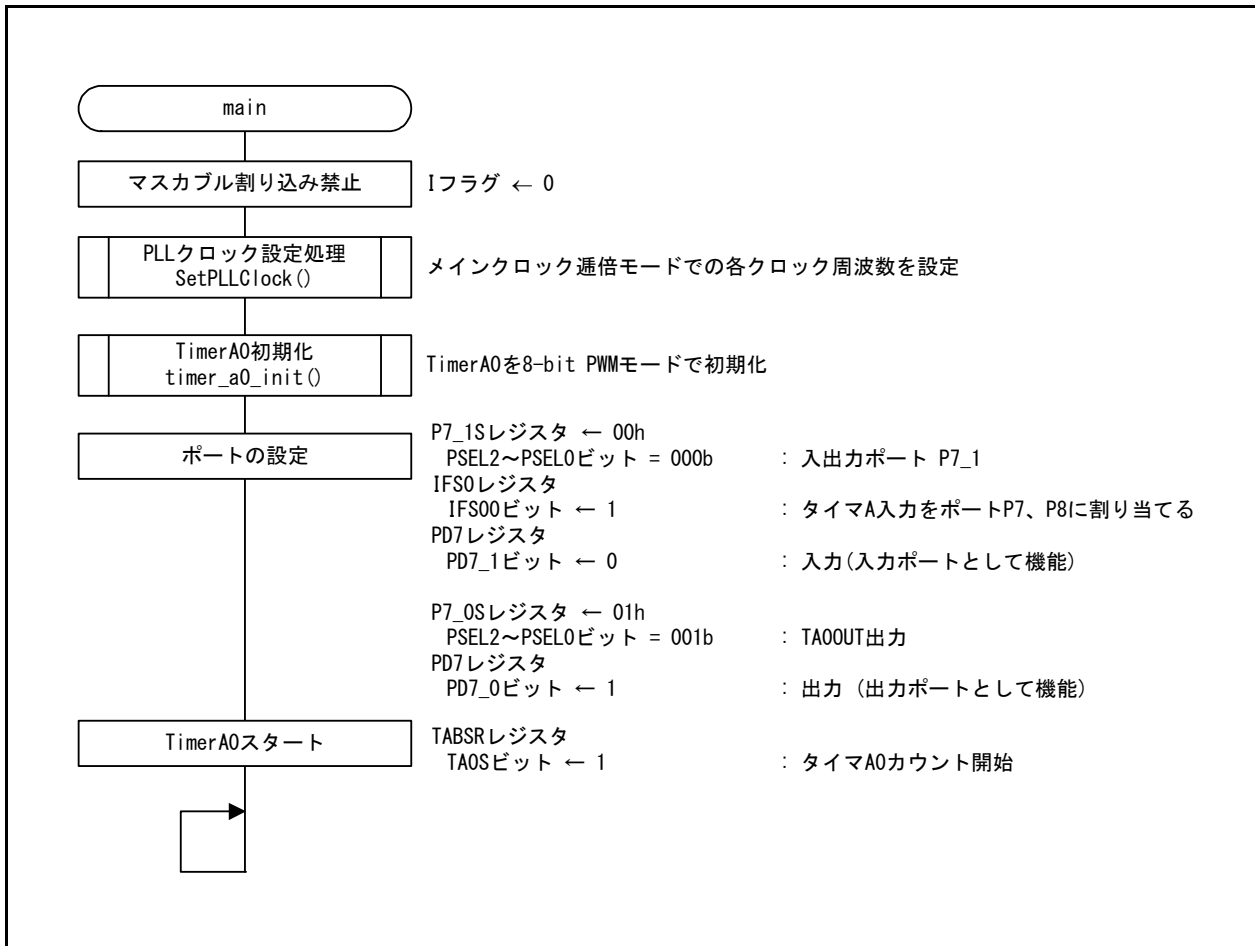 main
マスカブル割り込み禁止
Iフラグ ← 0
PLLクロック設定処理
SetPLLClock()
メインクロック逓倍モードでの各クロック周波数を設定
TimerA0初期化
timer_a0_init()
TimerA0を8-bit PWMモードで初期化
ポートの設定
P7_1Sレジスタ ← 00h
PSEL2~PSEL0ビット = 000b : 入出力ポート P7_1
IFS0レジスタ
IFS00ビット ← 1 : タイマA入力をポートP7、P8に割り当てる
PD7レジスタ
PD7_1ビット ← 0 : 入力(入力ポートとして機能)
P7_0Sレジスタ ← 01h
PSEL2~PSEL0ビット = 001b : TA0OUT出力
PD7レジスタ
PD7_0ビット ← 1 : 出力 (出力ポートとして機能)
TimerA0スタート
TABSRレジスタ
TA0Sビット ← 1 : タイマA0カウント開始